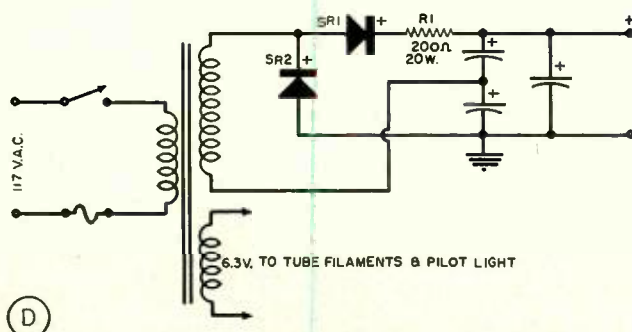 SR1
+
R1
200Ω
20W.
SR2
+
+
+
+
+
117 V.A.C.
6.3V. TO TUBE FILAMENTS & PILOT LIGHT
D